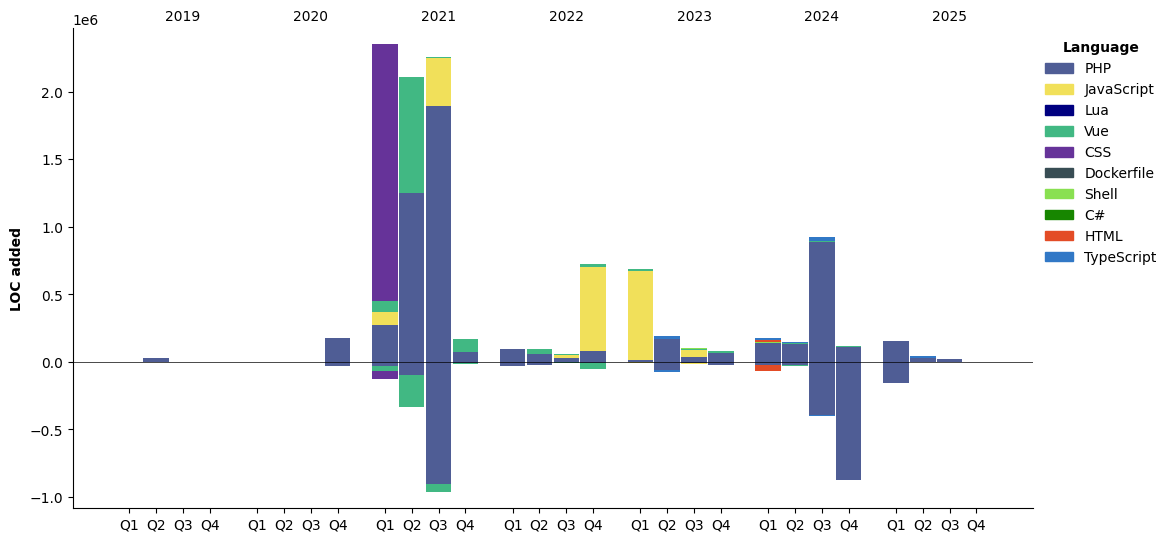 1e6
2019 2020 2021 2022 2023 2024 2025
Language
PHP
JavaScript
Lua
Vue
CSS
Dockerfile
Shell
C#
HTML
TypeScript
LOC added
2.0
1.5
1.0
0.5
0.0
−0.5
−1.0
Q1 Q2 Q3 Q4 Q1 Q2 Q3 Q4 Q1 Q2 Q3 Q4 Q1 Q2 Q3 Q4 Q1 Q2 Q3 Q4 Q1 Q2 Q3 Q4 Q1 Q2 Q3 Q4